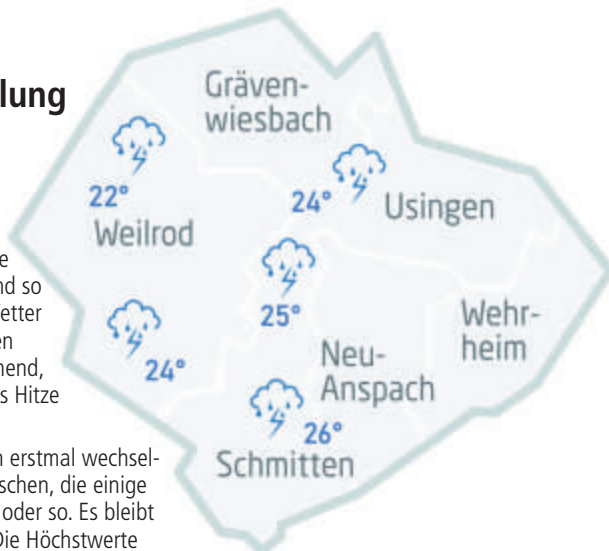 lung
Gräven-
wiesbach
22°
24°
Usingen
Weilrod
25°
24°
Wehr-
heim
Neu-
Anspach
26°
Schmitten
e
nd so
etter
en
hend,
s Hitze
n erstmal wechsel-
schen, die einige
oder so. Es bleibt
Die Höchstwerte